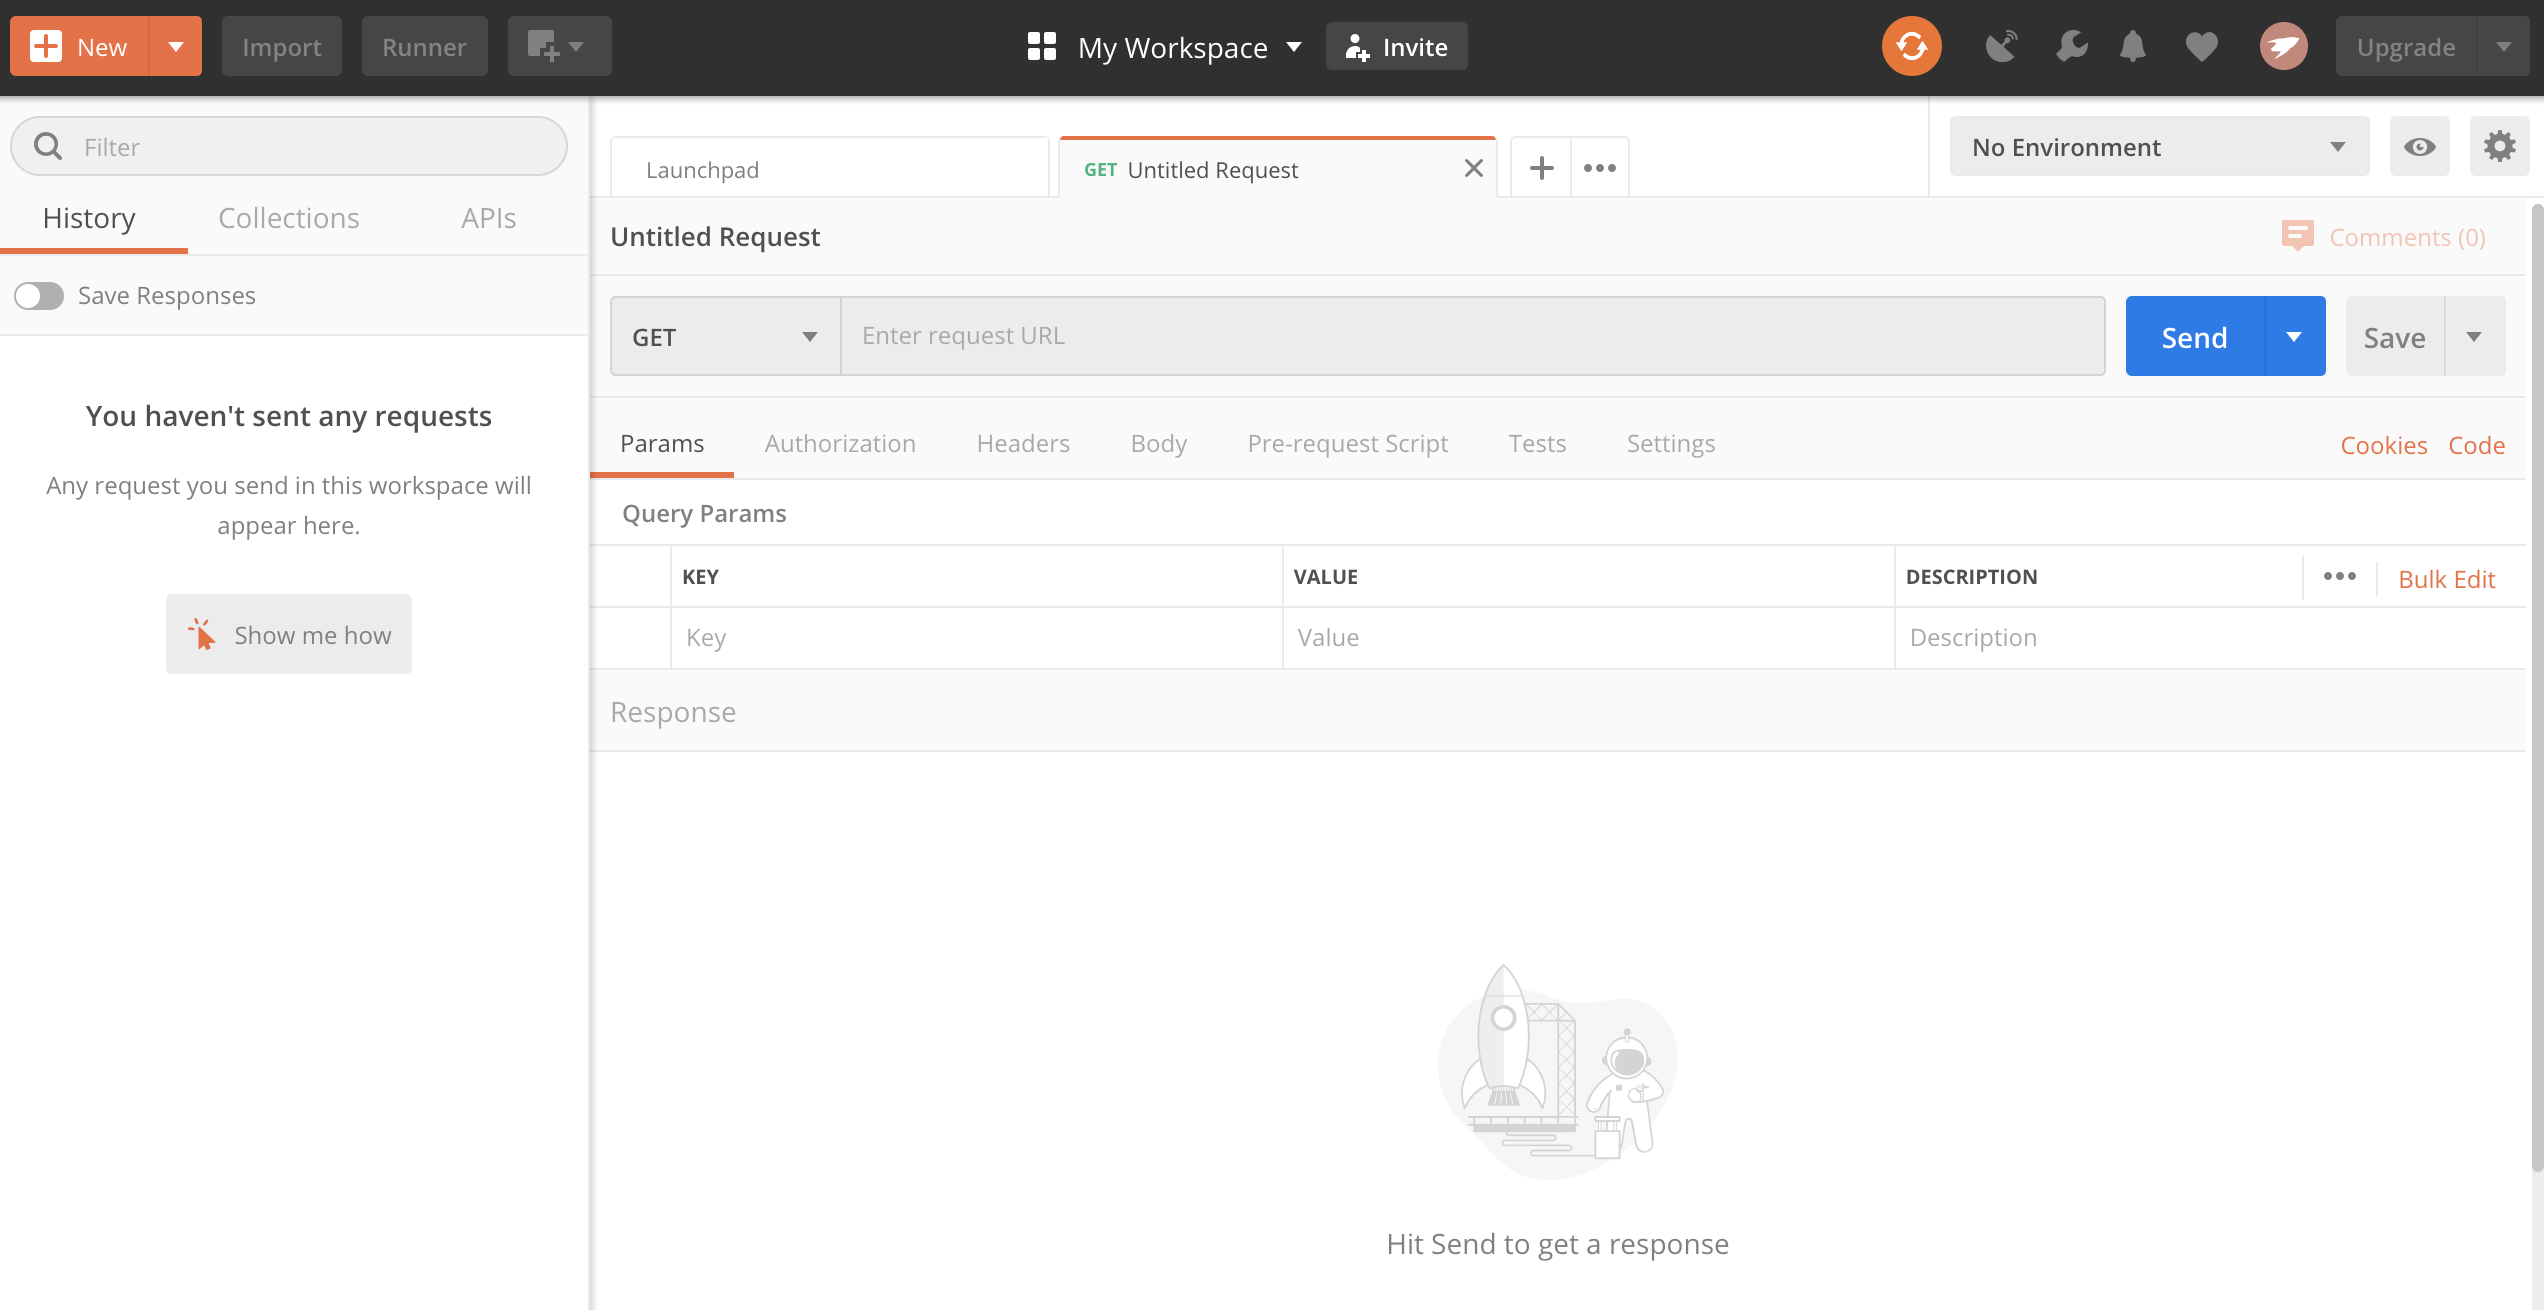 New
Import
Runner
My Workspace
Invite
Upgrade
Filter
History
Collections
APIs
Save Responses
You haven't sent any requests
Any request you send in this workspace will
appear here.
Show me how
Launchpad
GET Untitled Request
No Environment
Untitled Request
Comments (0)
GET
Enter request URL
Send
Save
Params
Authorization
Headers
Body
Pre-request Script
Tests
Settings
Cookies
Code
Query Params
KEY
VALUE
DESCRIPTION
Bulk Edit
Key
Value
Description
Response
Hit Send to get a response